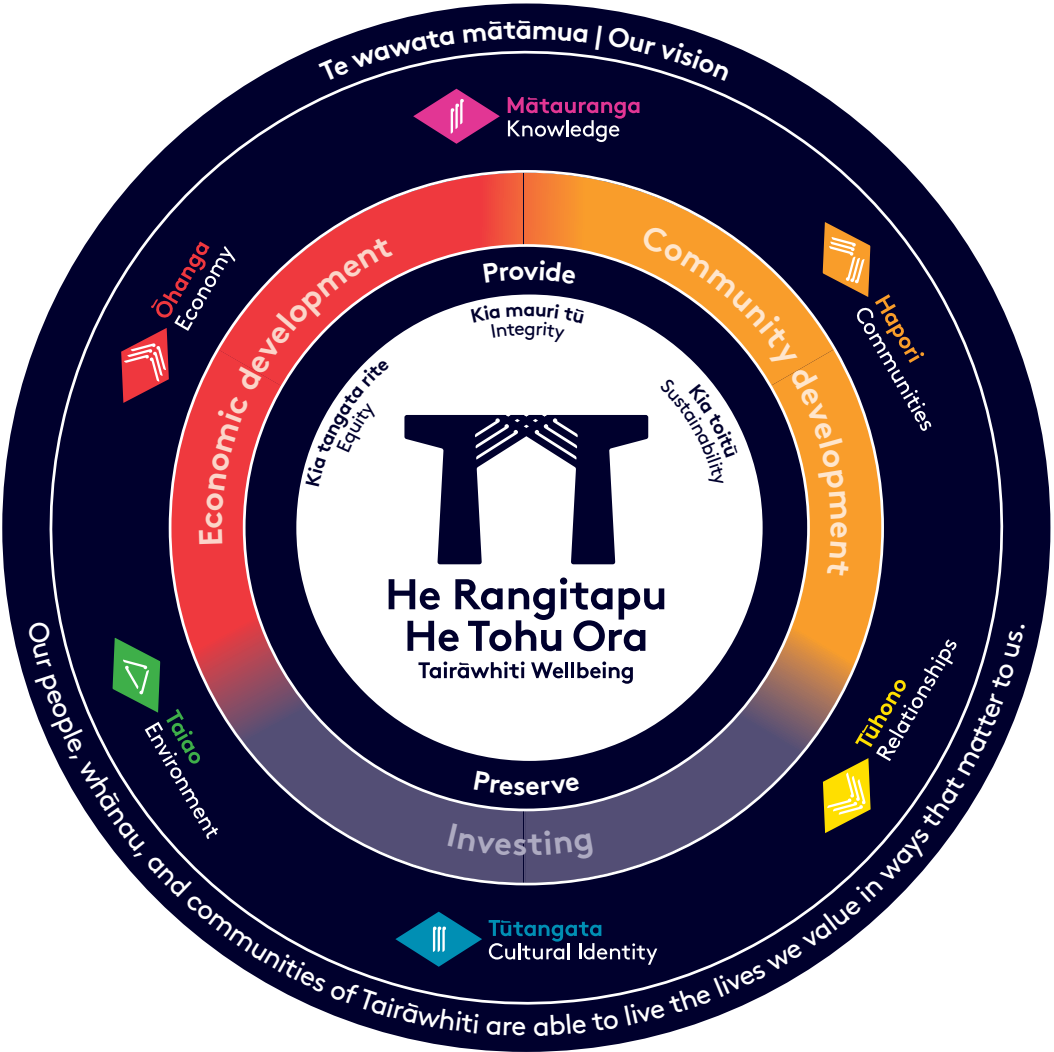 Te wawata mātāmua | Our vision
Mātauranga
Knowledge
Hapori
Communities
Tūhono
Relationships
Tūtangata
Cultural Identity
Taiao
Environment
Ōhanga
Economy
Economic development
Community development
Investing
Provide
Preserve
Kia tangata rite
Equity
Kia mauri tū
Integrity
Kia toitū
Sustainability
He Rangitapu
He Tohu Ora
Tairāwhiti Wellbeing
Our people, whānau, and communities of Tairāwhiti are able to live the lives we value in ways that matter to us.